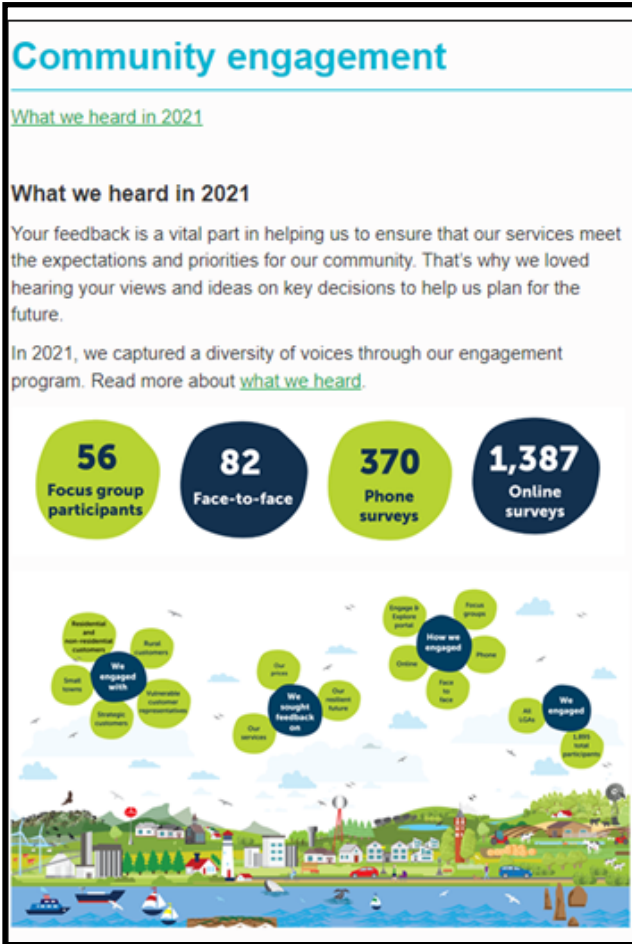 Community engagement
What we heard in 2021
What we heard in 2021
Your feedback is a vital part in helping us to ensure that our services meet
the expectations and priorities for our community. That's why we loved
hearing your views and ideas on key decisions to help us plan for the
future.
In 2021, we captured a diversity of voices through our engagement
program. Read more about what we heard.
56
Focus group
participants
82
Face-to-face
370
Phone
surveys
1,387
Online
surveys
Residential
and
non-residential
customers
Rural
customers
Small
towns
We
engaged
with
Vulnerable
customer
representatives
Strategic
customers
Our
prices
We
sought
feedback
on
Our
resilient
future
Our
services
Engage &
Explore
portal
Focus
groups
How we
engaged
Online
Phone
Face
to
face
All
LGAs
We
engaged
1,895
total
participants